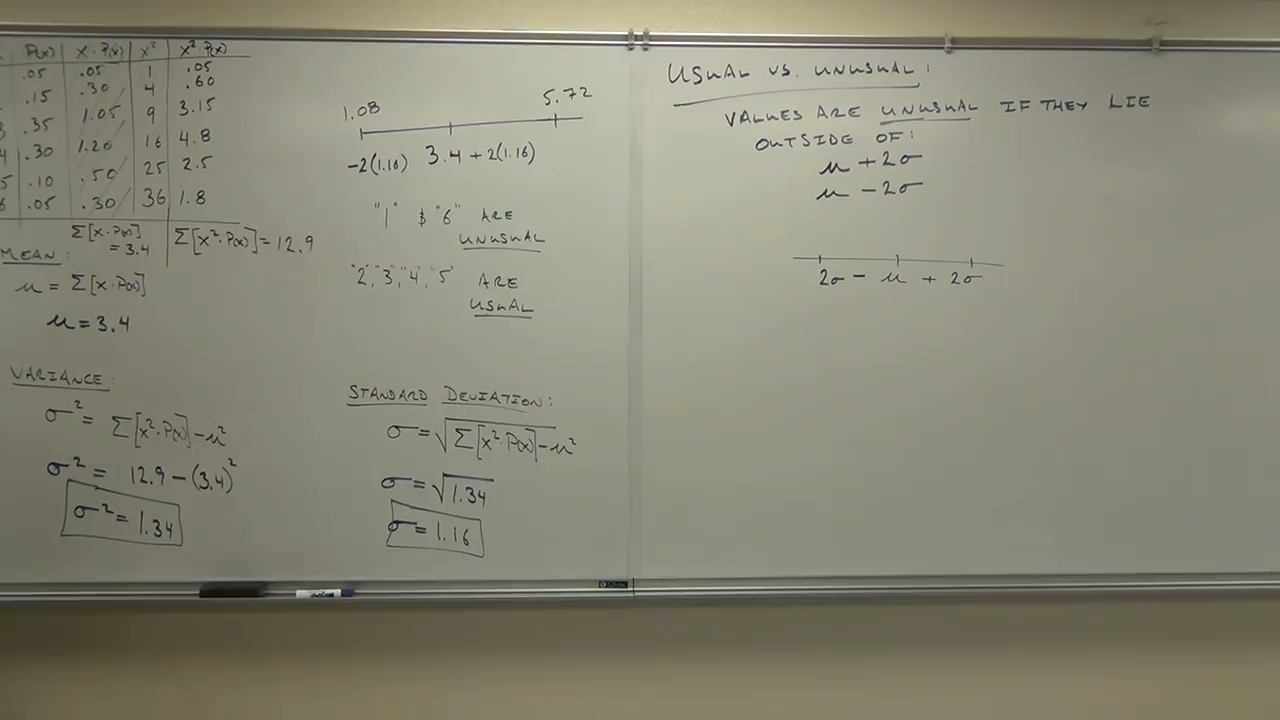 P(x) x·P(x) x² x²·P(x)
.05 .05 1 .05
.15 .30 4 .60
3 .35 1.05 9 3.15
4 .30 1.20 16 4.8
5 .10 .50 25 2.5
6 .05 .30 36 1.8
Σ[x·P(x)] = 3.4 Σ[x²·P(x)] = 12.9
MEAN:
μ = Σ[x·P(x)]
μ = 3.4
VARIANCE:
σ² = Σ[x²·P(x)] - μ²
σ² = 12.9 - (3.4)²
σ² = 1.34
1.08 5.72
-2(1.16) 3.4 + 2(1.16)
"1" & "6" ARE
UNUSUAL
"2","3","4","5" ARE
USUAL
STANDARD DEVIATION:
σ = √Σ[x²·P(x)] - μ²
σ = √1.34
σ = 1.16
USUAL VS. UNUSUAL:
VALUES ARE UNUSUAL IF THEY LIE
OUTSIDE OF:
μ + 2σ
μ - 2σ
2σ - μ + 2σ